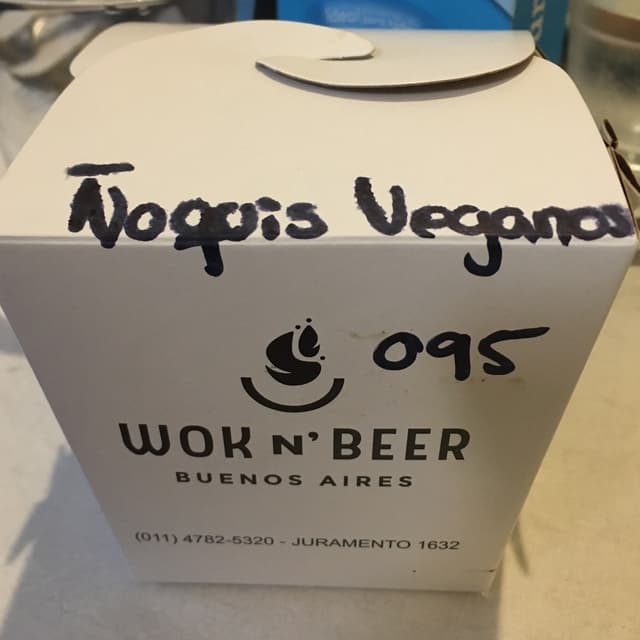 Ñoquis Veganos
095
WOK N' BEER
BUENOS AIRES
(011) 4782-5320 - JURAMENTO 1632